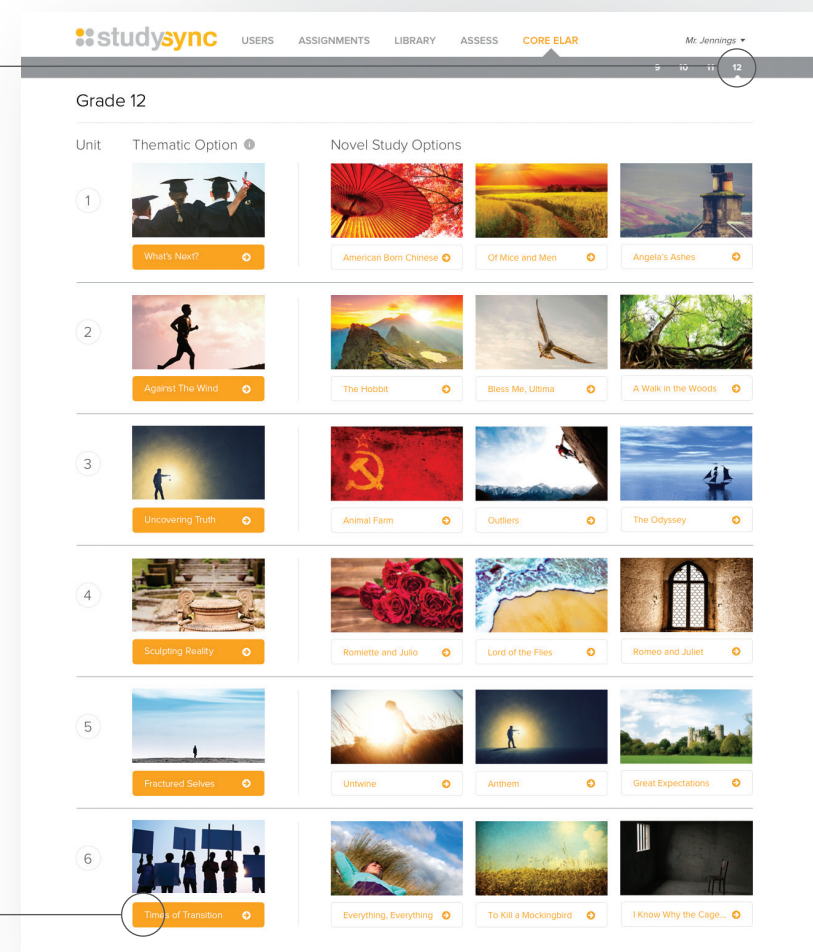 studysync USERS ASSIGNMENTS LIBRARY ASSESS CORE ELAR Mr. Jennings
9 10 11 12
Grade 12
Unit Thematic Option Novel Study Options
1
What's Next? American Born Chinese Of Mice and Men Angela's Ashes
2
Against The Wind The Hobbit Bless Me, Ultima A Walk in the Woods
3
Uncovering Truth Animal Farm Outliers The Odyssey
4
Sculpting Reality Romiette and Julio Lord of the Flies Romeo and Juliet
5
Fractured Selves Untwine Anthem Great Expectations
6
Times of Transition Everything, Everything To Kill a Mockingbird I Know Why the Cage...